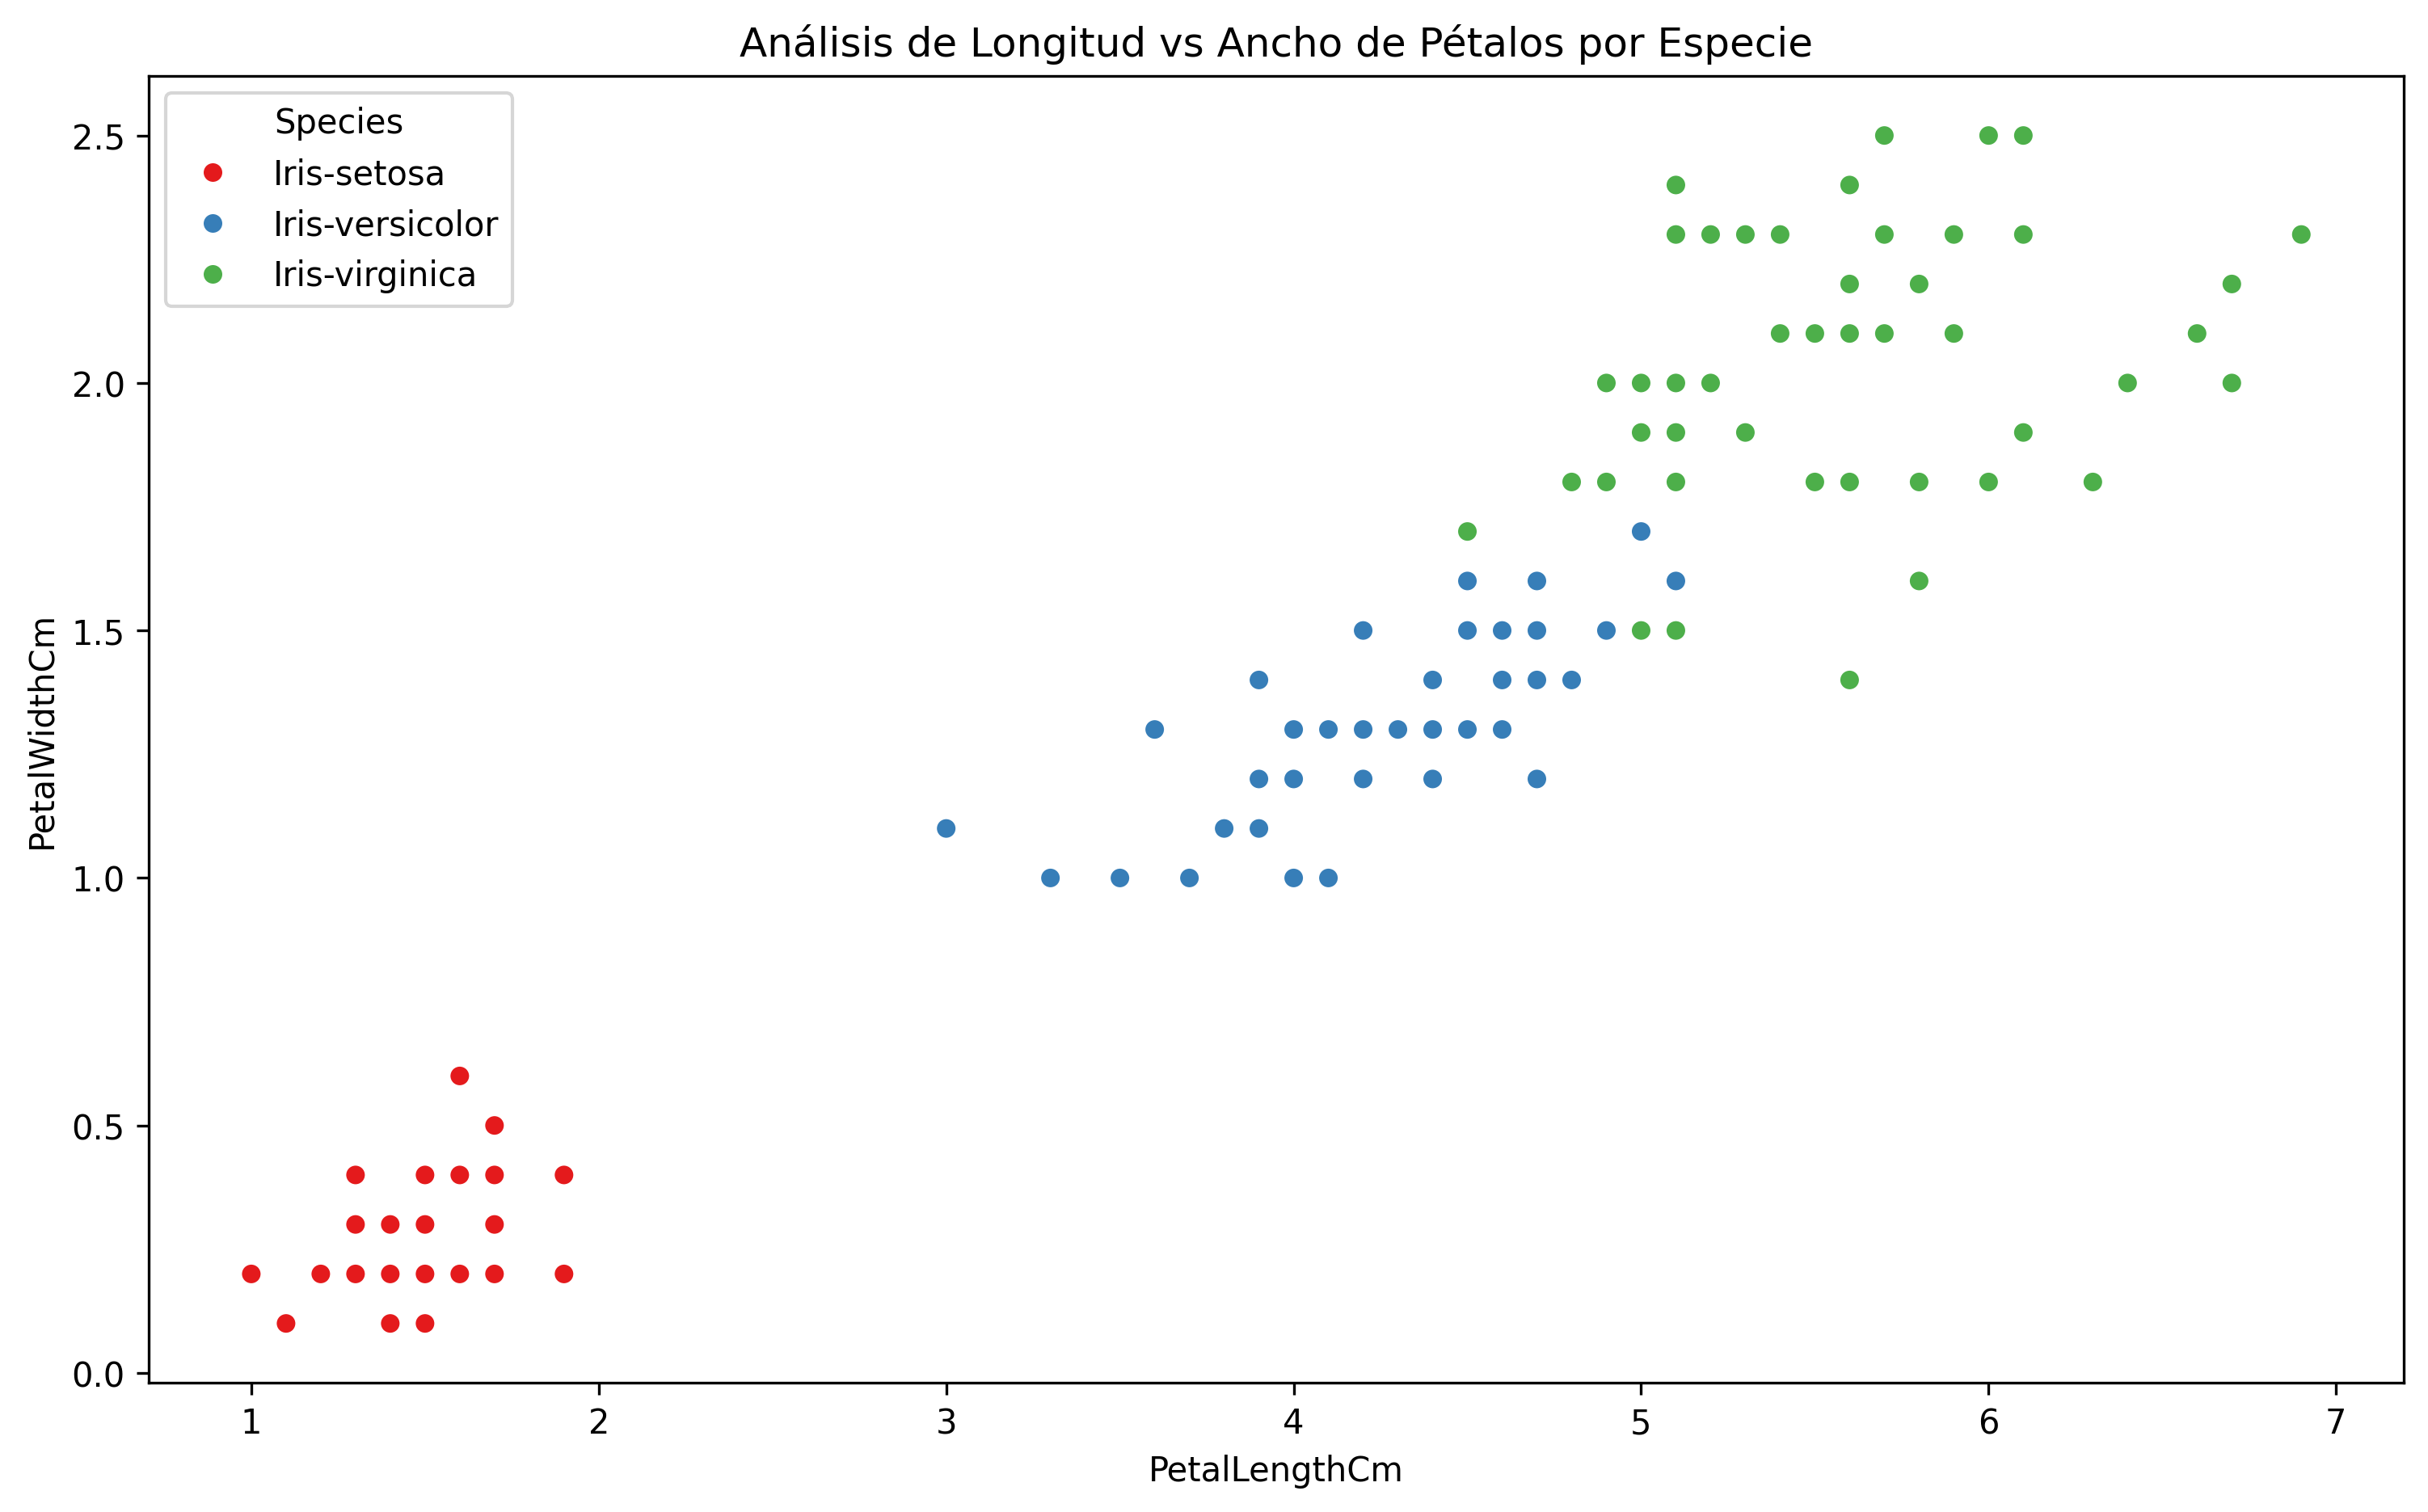 Análisis de Longitud vs Ancho de Pétalos por Especie
Species
Iris-setosa
Iris-versicolor
Iris-virginica
PetalWidthCm
2.5
2.0
1.5
1.0
0.5
0.0
1 2 3 4 5 6 7
PetalLengthCm